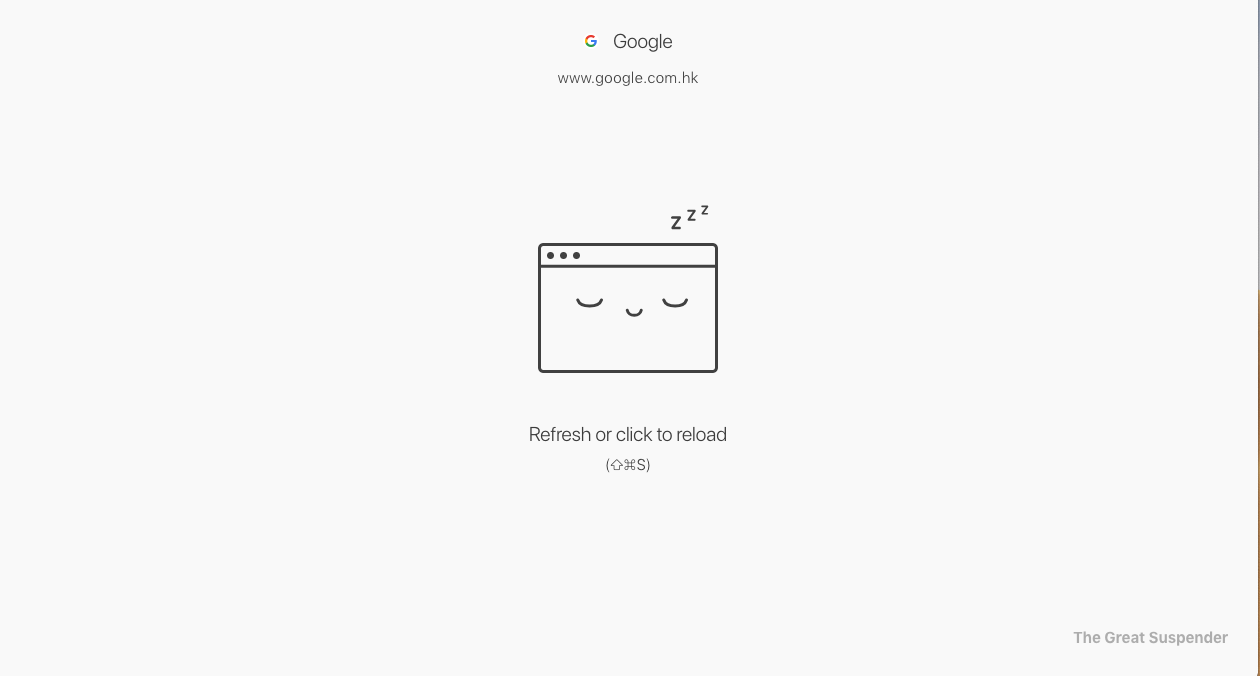 Google
www.google.com.hk
z z z
Refresh or click to reload
(⇧⌘S)
The Great Suspender